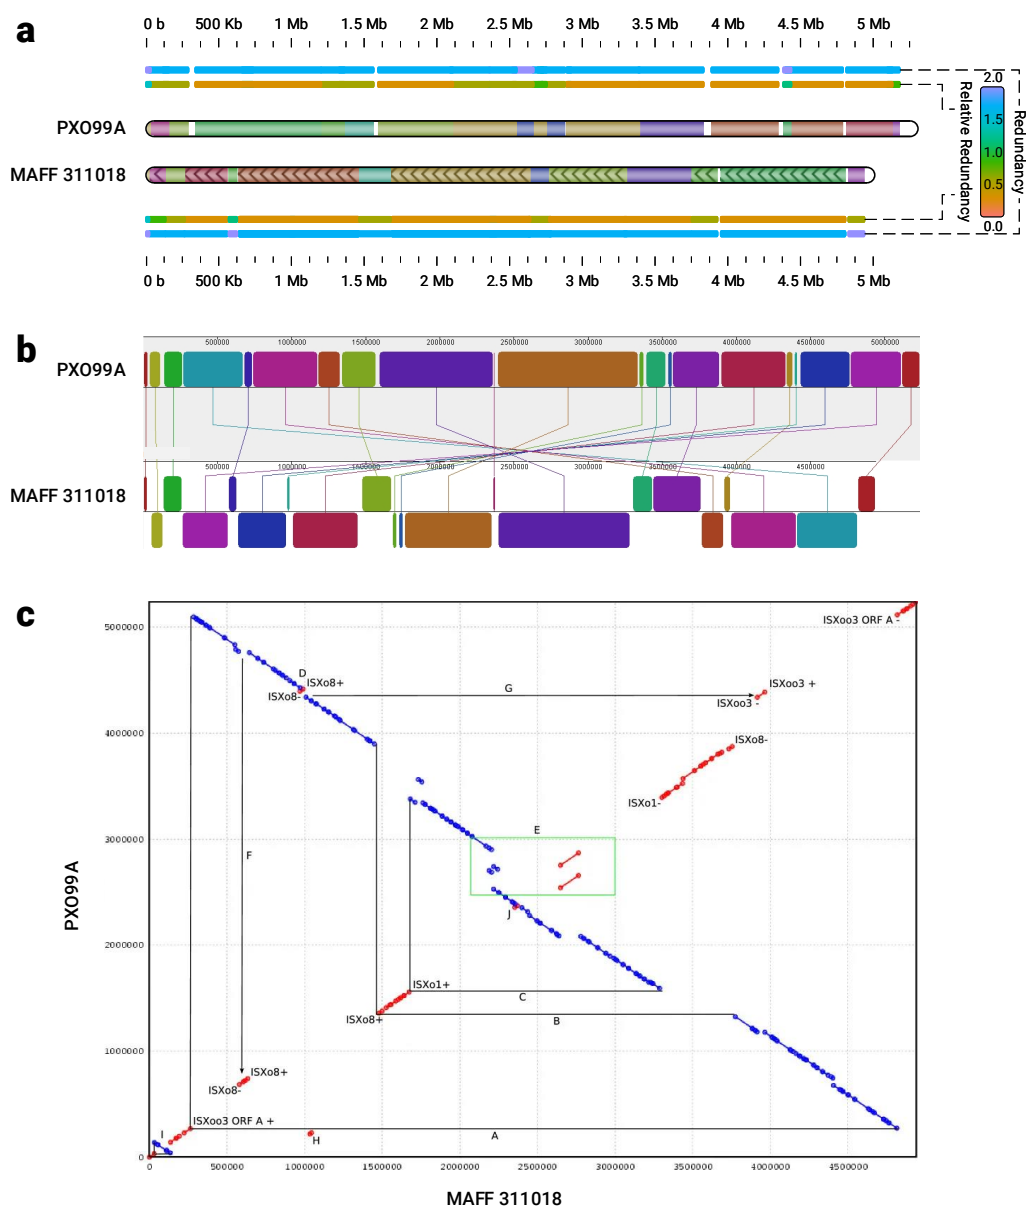 a
0 b 500 Kb 1 Mb 1.5 Mb 2 Mb 2.5 Mb 3 Mb 3.5 Mb 4 Mb 4.5 Mb 5 Mb
PXO99A
MAFF 311018
0 b 500 Kb 1 Mb 1.5 Mb 2 Mb 2.5 Mb 3 Mb 3.5 Mb 4 Mb 4.5 Mb 5 Mb
Relative Redundancy
2.0
1.5
1.0
0.5
0.0
Redundancy
b
500000 1000000 1500000 2000000 2500000 3000000 3500000 4000000 4500000 5000000
PXO99A
500000 1000000 1500000 2000000 2500000 3000000 3500000 4000000 4500000
MAFF 311018
c
PXO99A
5000000
4000000
3000000
2000000
1000000
0
ISXoo3 ORF A -
D
ISXo8+
ISXo8-
G
ISXoo3 +
ISXoo3 -
ISXo8-
ISXo1-
E
F
J
ISXo1+
C
ISXo8+
B
ISXo8+
ISXo8-
ISXoo3 ORF A +
I
H
A
0 500000 1000000 1500000 2000000 2500000 3000000 3500000 4000000 4500000
MAFF 311018